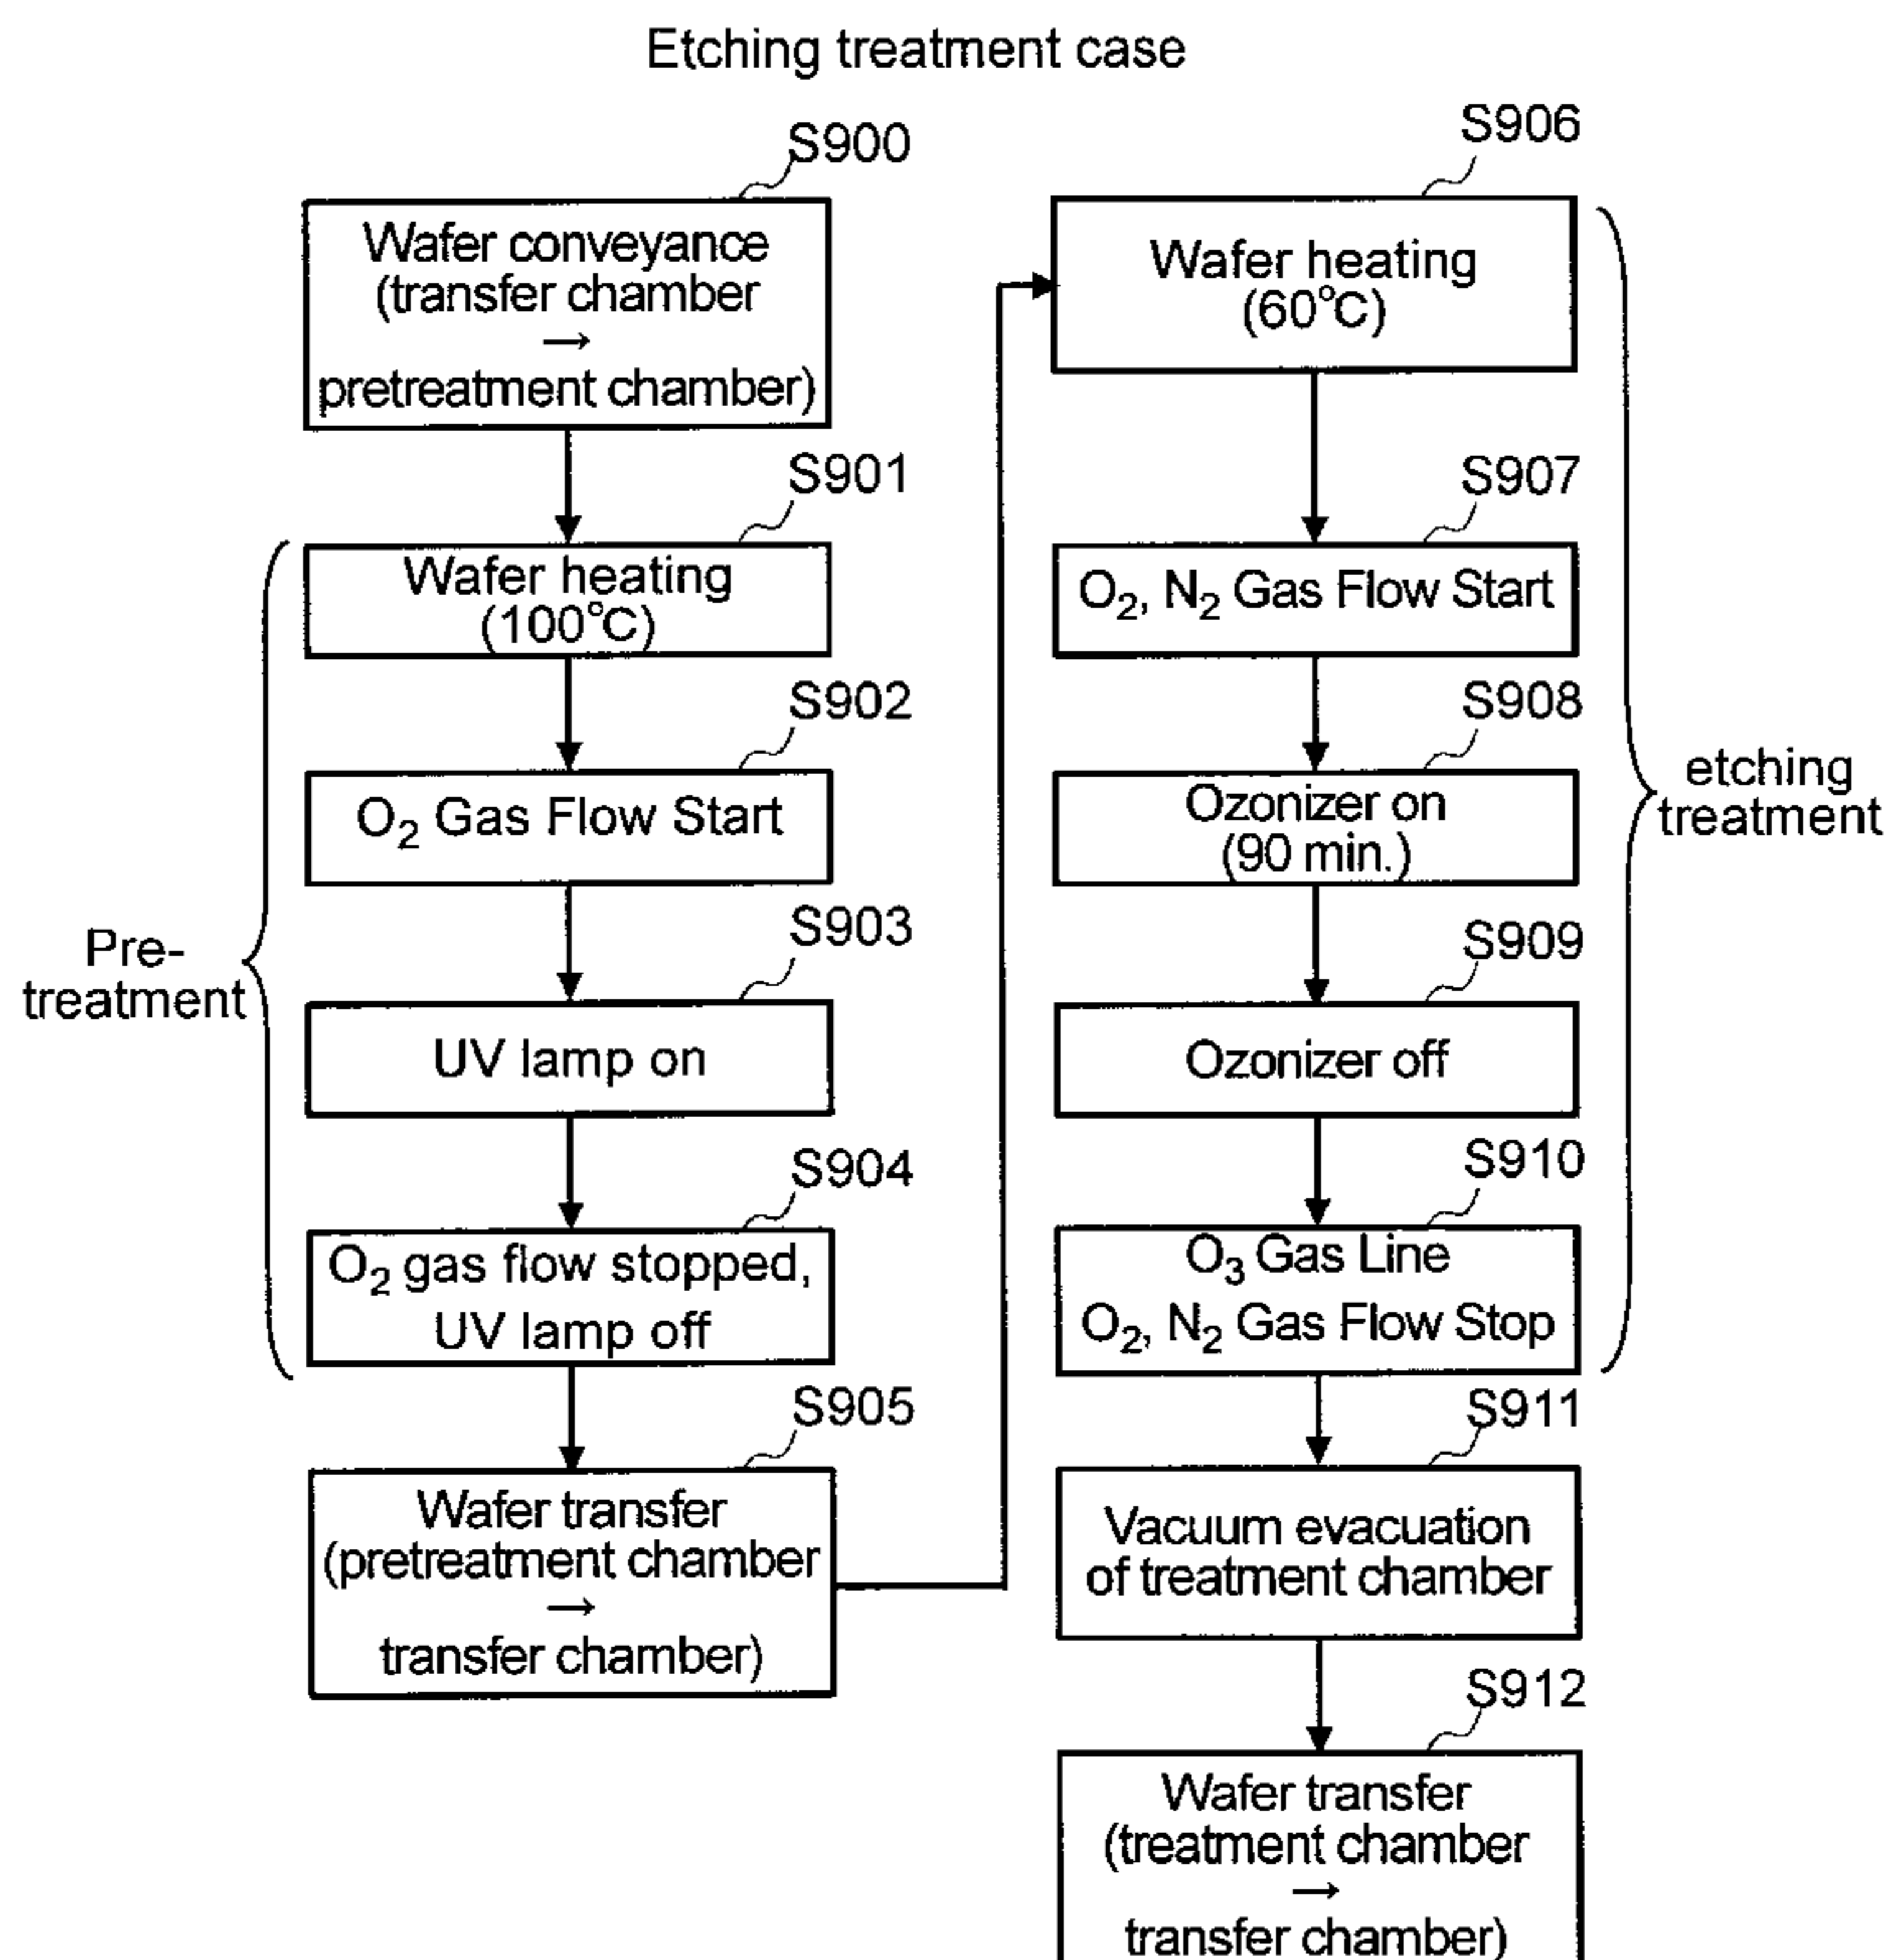 Etching treatment case
S900
Wafer conveyance
(transfer chamber
→
pretreatment chamber)
S901
Wafer heating
(100°C)
S902
O₂ Gas Flow Start
S903
UV lamp on
S904
O₂ gas flow stopped,
UV lamp off
Pre-
treatment
S905
Wafer transfer
(pretreatment chamber
→
transfer chamber)
S906
Wafer heating
(60°C)
S907
O₂, N₂ Gas Flow Start
S908
Ozonizer on
(90 min.)
S909
Ozonizer off
S910
O₃ Gas Line
O₂, N₂ Gas Flow Stop
etching
treatment
S911
Vacuum evacuation
of treatment chamber
S912
Wafer transfer
(treatment chamber
→
transfer chamber)